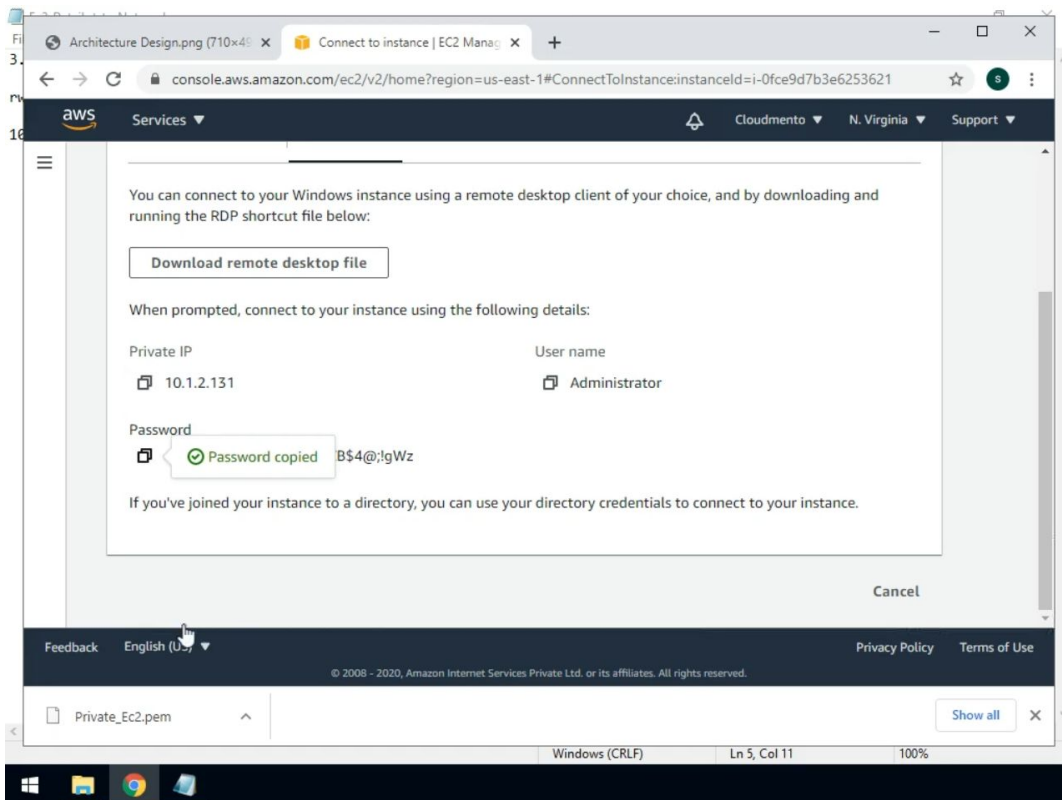 Architecture Design.png (710×49
Connect to instance | EC2 Manag
console.aws.amazon.com/ec2/v2/home?region=us-east-1#ConnectToInstance:instanceId=i-0fce9d7b3e6253621
S
Fi
3.
rw
10
aws
Services
Cloudmento
N. Virginia
Support
You can connect to your Windows instance using a remote desktop client of your choice, and by downloading and
running the RDP shortcut file below:
Download remote desktop file
When prompted, connect to your instance using the following details:
Private IP
User name
10.1.2.131
Administrator
Password
Password copied
B$4@;!gWz
If you've joined your instance to a directory, you can use your directory credentials to connect to your instance.
Cancel
Feedback
English (US)
Privacy Policy
Terms of Use
© 2008 - 2020, Amazon Internet Services Private Ltd. or its affiliates. All rights reserved.
Private_Ec2.pem
Show all
Windows (CRLF)
Ln 5, Col 11
100%